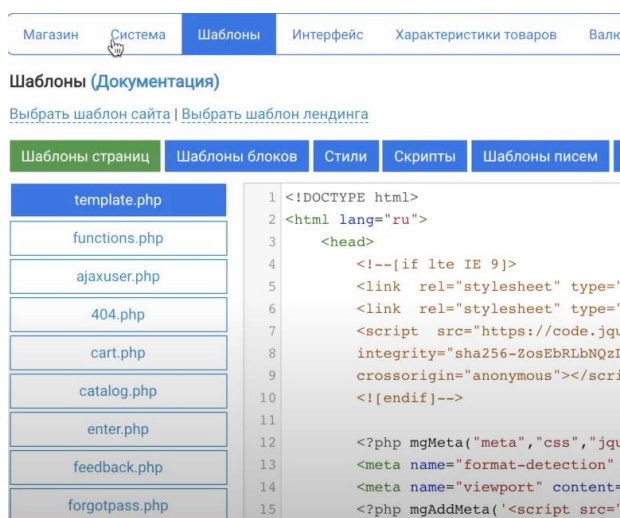 Магазин Система Шаблоны Интерфейс Характеристики товаров
Шаблоны (Документация)
Выбрать шаблон сайта | Выбрать шаблон лендинга
Шаблоны страниц Шаблоны блоков Стили Скрипты Шаблоны писем
template.php
functions.php
ajaxuser.php
404.php
cart.php
catalog.php
enter.php
feedback.php
forgotpass.php
1 <!DOCTYPE html>
2 <html lang="ru">
3 <head>
4 <!--[if lte IE 9]>
5 <link rel="stylesheet" type="
6 <link rel="stylesheet" type="
7 <script src="https://code.jqu
8 integrity="sha256-ZosEbRLbNQzI
9 crossorigin="anonymous"></scri
10 <![endif]-->
11
12 <?php mgMeta("meta","css","jqu
13 <meta name="format-detection"
14 <meta name="viewport" content=
15 <?php mgAddMeta('<script src="